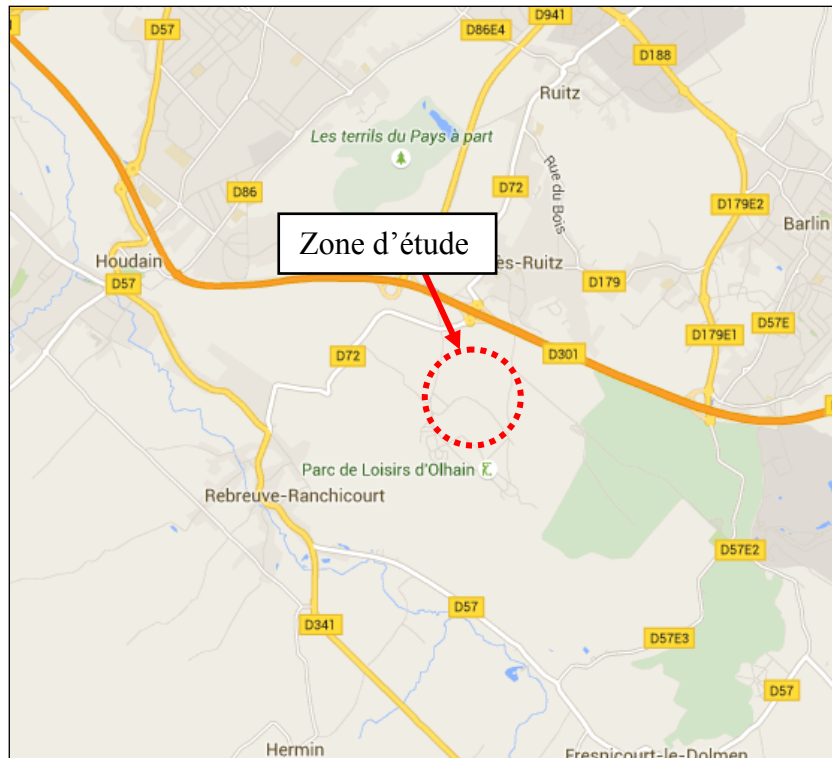 D57
D86E4
D941
D188
Ruitz
Les terrils du Pays à part
Rue du Bois
D86
D72
D179E2
Barlin
Zone d'étude
Houdain
D57
ès-Ruitz
D179
D57E
D179E1
D72
D301
Parc de Loisirs d'Olhain
Rebreuve-Ranchicourt
D57E2
D57
D341
D57E3
D57
Hermin
Fresnicourt-le-Dolmen